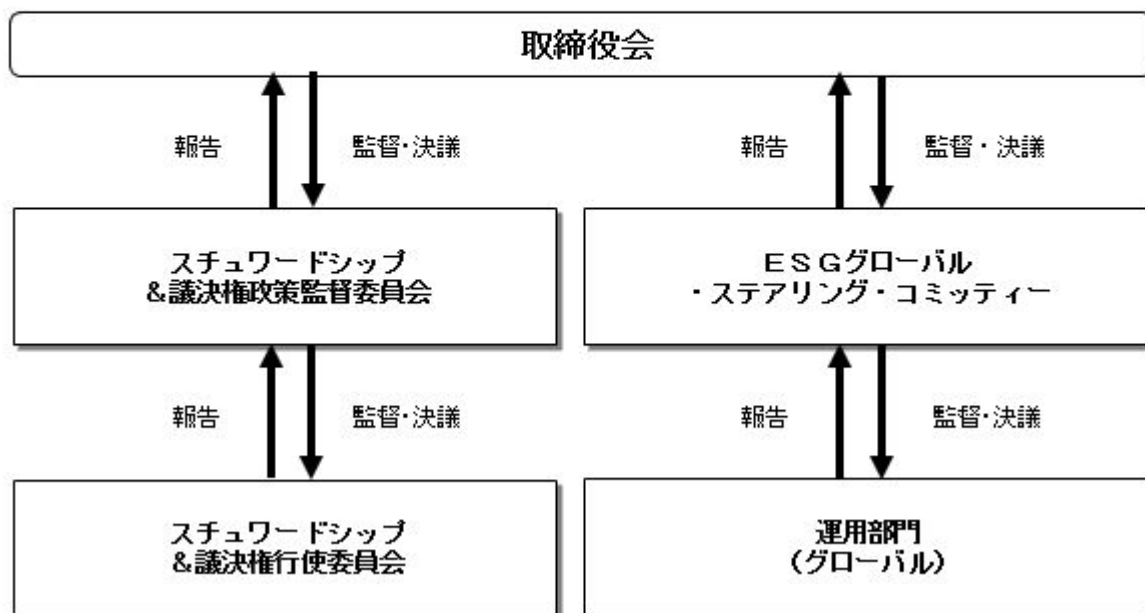 取締役会
報告
監督・決議
報告
監督・決議
スチュワードシップ
&議決権政策監督委員会
ＥＳＧグローバル
・ステアリング・コミッティー
報告
監督・決議
報告
監督・決議
スチュワードシップ
&議決権行使委員会
運用部門
（グローバル）